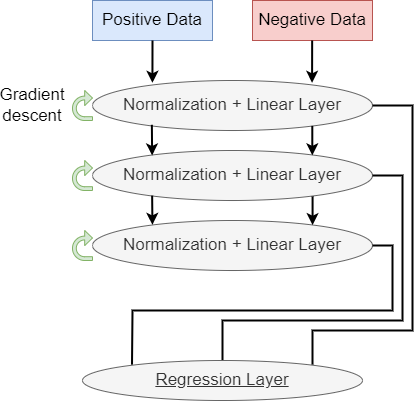 Positive Data
Negative Data
Gradient
descent
Normalization + Linear Layer
Normalization + Linear Layer
Normalization + Linear Layer
Regression Layer